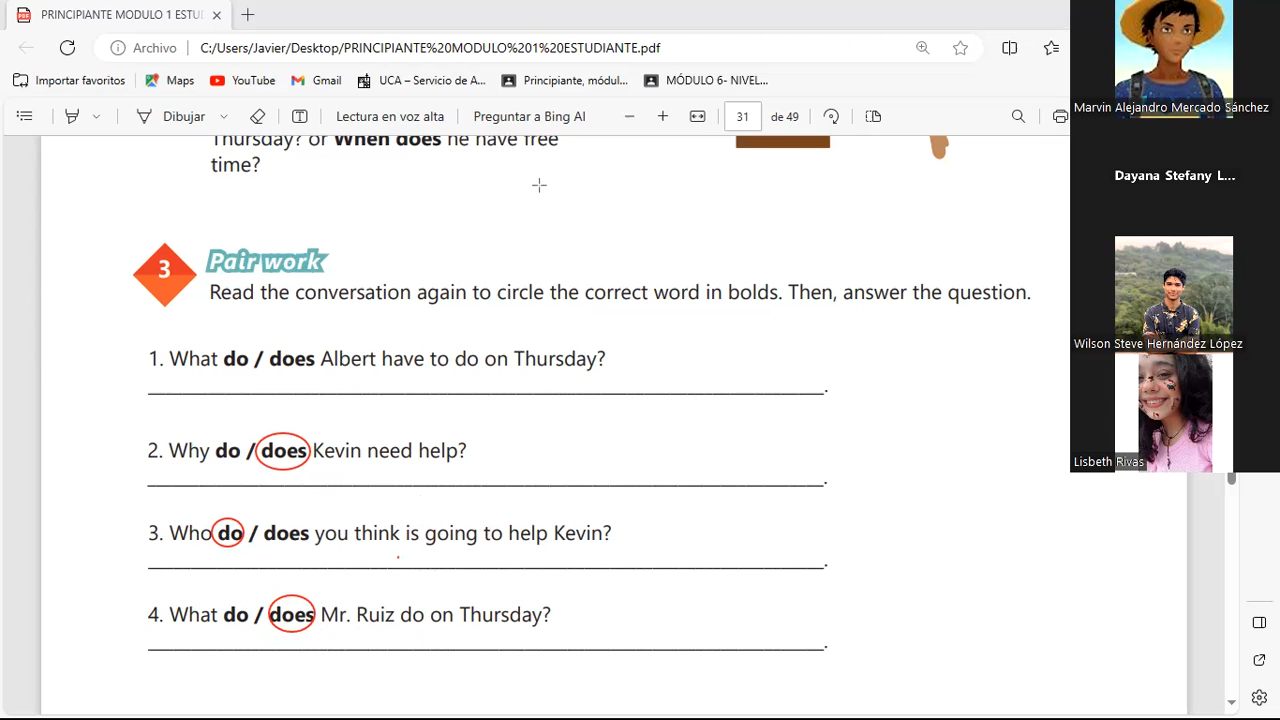 PRINCIPIANTE MODULO 1 ESTUI
Archivo C:/Users/Javier/Desktop/PRINCIPIANTE%20MODULO%201%20ESTUDIANTE.pdf
Importar favoritos Maps YouTube Gmail UCA – Servicio de A... Principiante, módul... MÓDULO 6- NIVEL...
Dibujar Lectura en voz alta Preguntar a Bing AI 31 de 49
Thursday? or When does he have free
time?
3 Pair work
Read the conversation again to circle the correct word in bolds. Then, answer the question.
1. What do / does Albert have to do on Thursday?
2. Why do / does Kevin need help?
3. Who do / does you think is going to help Kevin?
4. What do / does Mr. Ruiz do on Thursday?
Marvin Alejandro Mercado Sánchez
Dayana Stefany L...
Wilson Steve Hernández López
Lisbeth Rivas